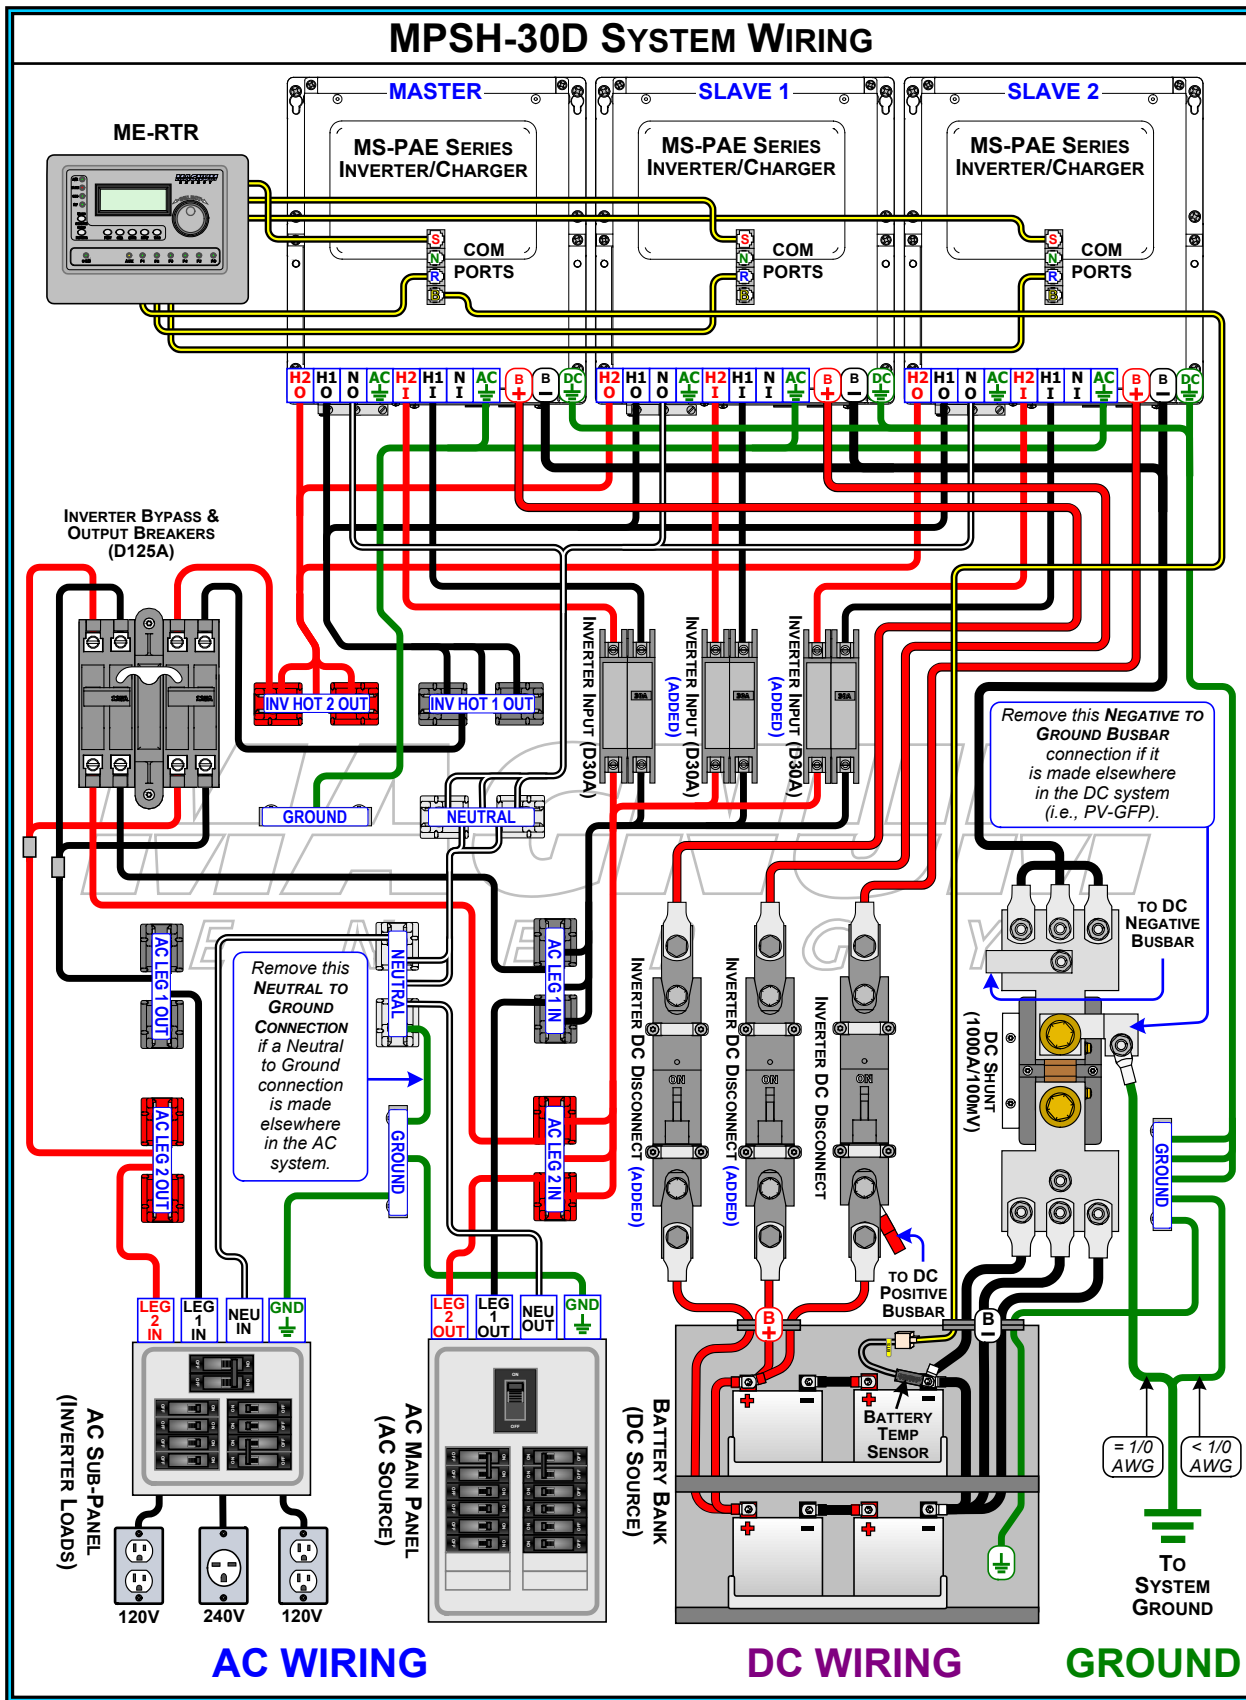 MPSH-30D System Wiring
MASTER
SLAVE 1
SLAVE 2
ME-RTR
MS-PAE Series
Inverter/Charger
MS-PAE Series
Inverter/Charger
MS-PAE Series
Inverter/Charger
S
N
R
B
COM
PORTS
S
N
R
B
COM
PORTS
S
N
R
B
COM
PORTS
H2 H1 N AC H2 H1 N AC B B DC
O O O I I I + −
H2 H1 N AC H2 H1 N AC B B DC
O O O I I I + −
H2 H1 N AC H2 H1 N AC B B DC
O O O I I I + −
Inverter Bypass &
Output Breakers
(D125A)
INV HOT 2 OUT
INV HOT 1 OUT
GROUND
NEUTRAL
Inverter Input (D30A)
Inverter Input (D30A)
(Added)
Inverter Input (D30A)
(Added)
30A
30A
30A
Remove this Negative to
Ground Busbar
connection if it
is made elsewhere
in the DC system
(i.e., PV-GFP).
MAGNUM
ENERGY
to DC
Negative
Busbar
AC LEG 1 OUT
NEUTRAL
AC LEG 1 IN
Remove this
Neutral to
Ground
Connection
if a Neutral
to Ground
connection
is made
elsewhere
in the AC
system.
Inverter DC Disconnect (Added)
Inverter DC Disconnect (Added)
Inverter DC Disconnect
ON
ON
ON
DC Shunt
(1000A/100mV)
AC LEG 2 OUT
GROUND
AC LEG 2 IN
GROUND
to DC
Positive
Busbar
LEG
2
IN
LEG
1
IN
NEU
IN
GND
LEG
2
OUT
LEG
1
OUT
NEU
OUT
GND
B
+
B
−
AC Sub-Panel
(Inverter Loads)
ON
OFF
AC Main Panel
(AC Source)
Battery Bank
(DC Source)
Battery
Temp
Sensor
= 1/0
AWG
< 1/0
AWG
To
System
Ground
120V
240V
120V
AC WIRING
DC WIRING
GROUND